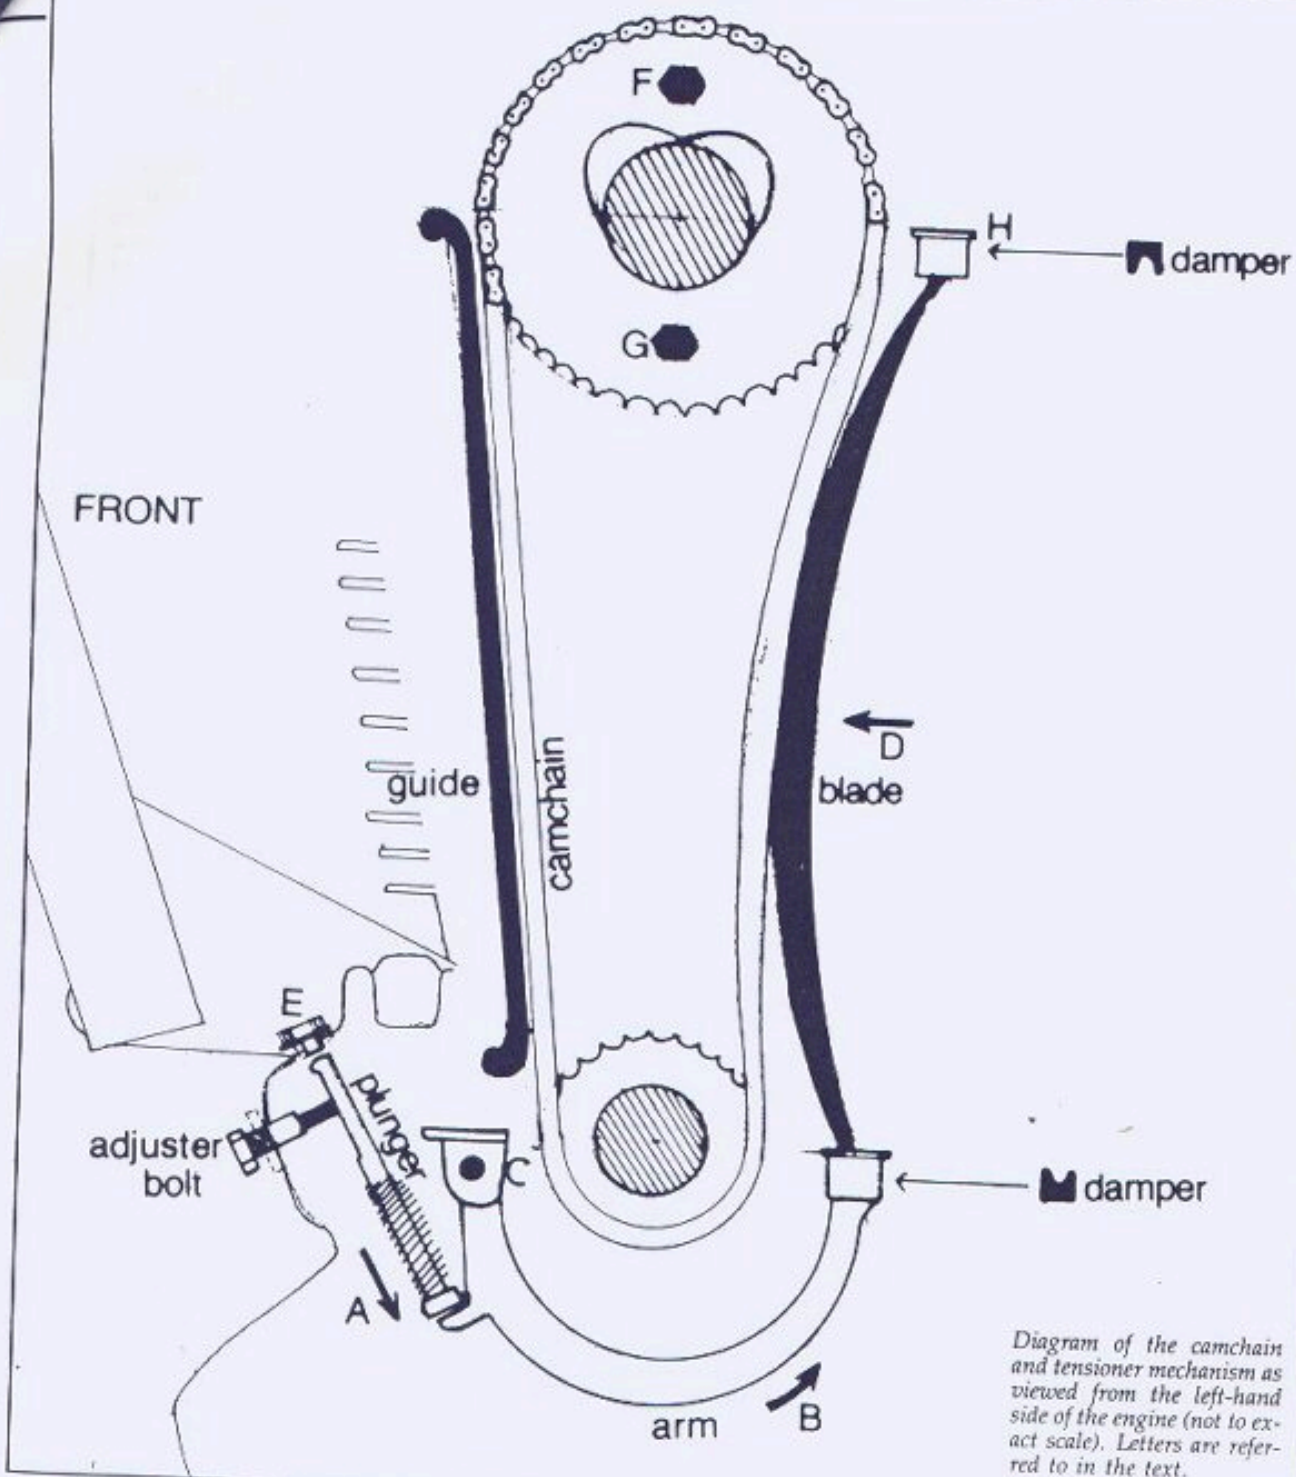 F
H
damper
G
FRONT
D
guide
blade
camchain
E
plunger
adjuster
bolt
C
damper
A
B
arm
Diagram of the camchain
and tensioner mechanism as
viewed from the left-hand
side of the engine (not to ex-
act scale). Letters are refer-
red to in the text.